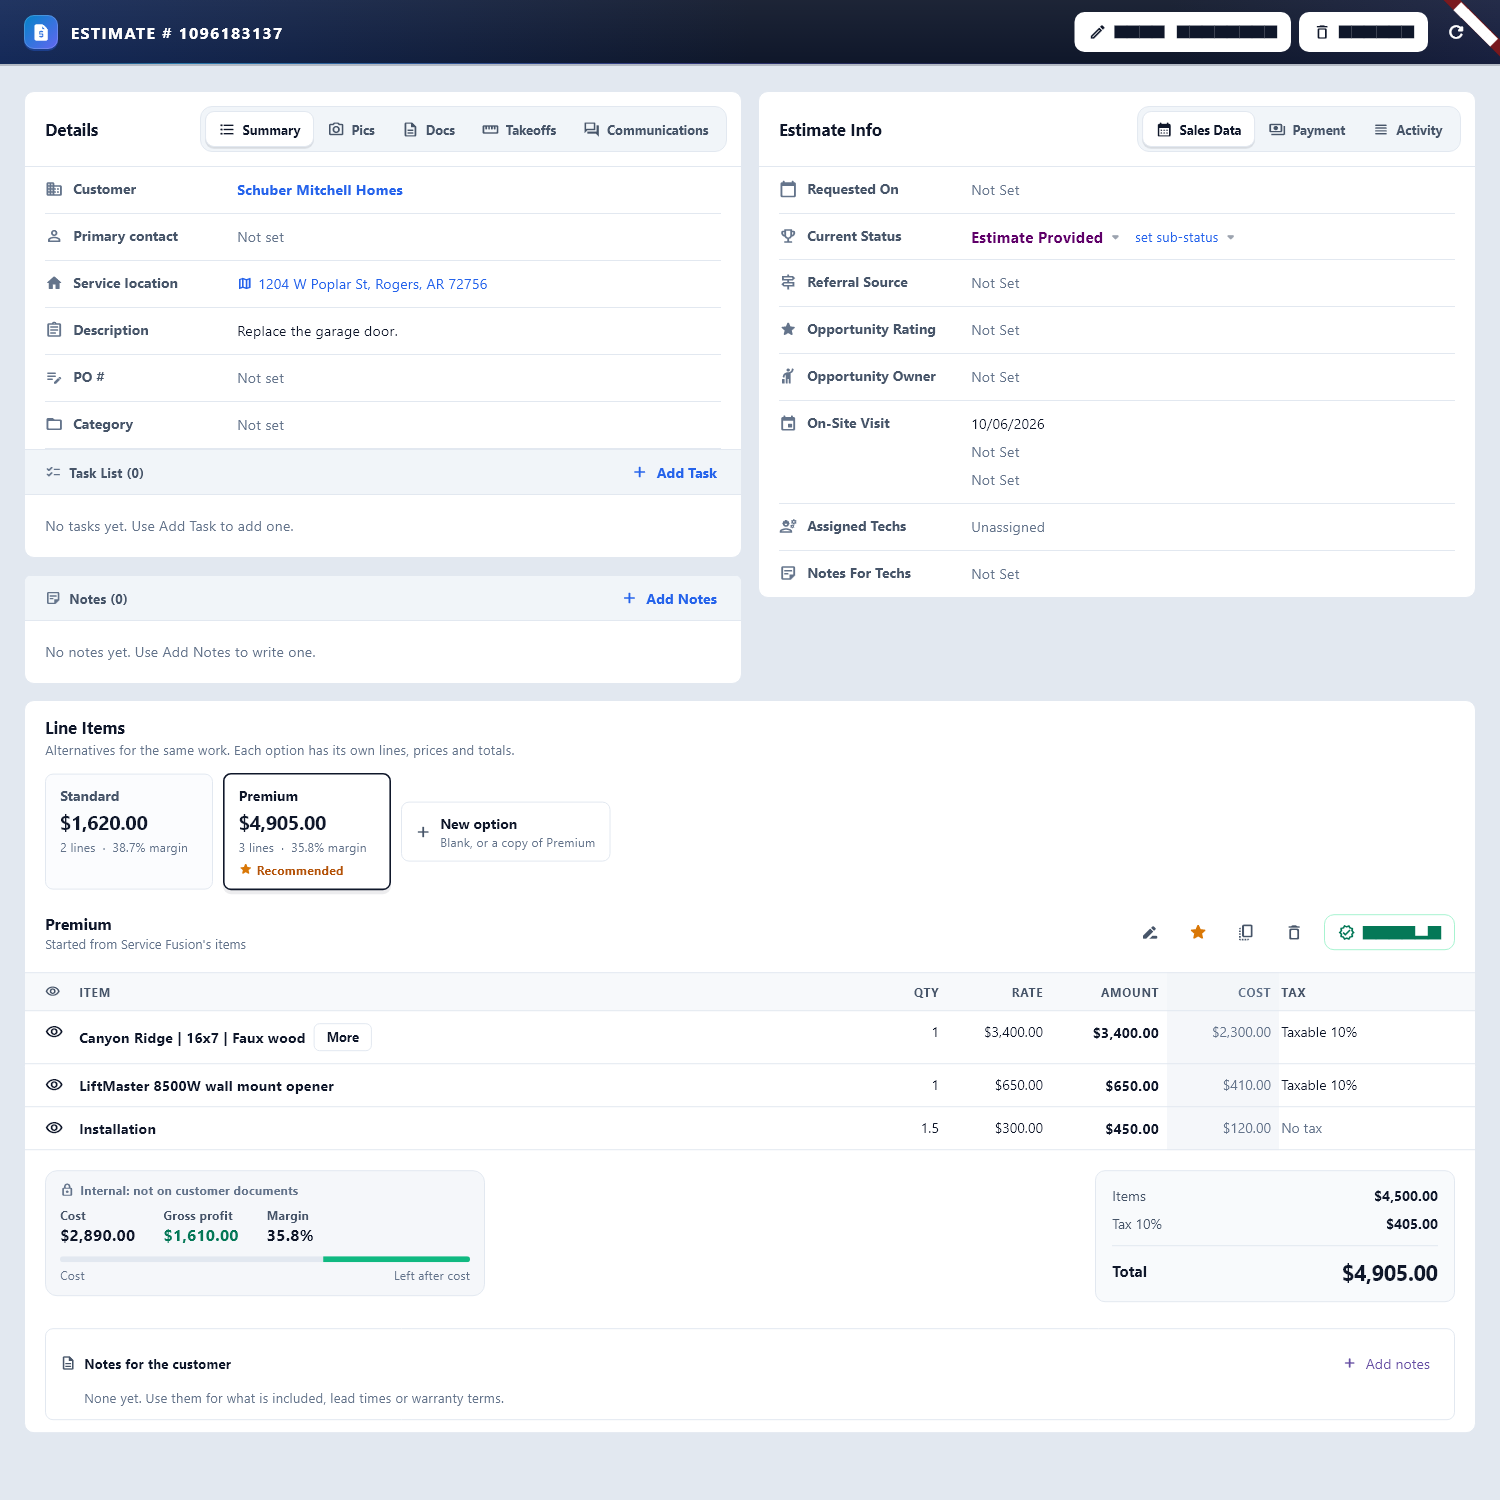 ESTIMATE # 1096183137
Details
Summary
Pics
Docs
Takeoffs
Communications
Customer
Schuber Mitchell Homes
Primary contact
Not set
Service location
1204 W Poplar St, Rogers, AR 72756
Description
Replace the garage door.
PO #
Not set
Category
Not set
Task List (0)
+ Add Task
No tasks yet. Use Add Task to add one.
Notes (0)
+ Add Notes
No notes yet. Use Add Notes to write one.
Estimate Info
Sales Data
Payment
Activity
Requested On
Not Set
Current Status
Estimate Provided
set sub-status
Referral Source
Not Set
Opportunity Rating
Not Set
Opportunity Owner
Not Set
On-Site Visit
10/06/2026
Not Set
Not Set
Assigned Techs
Unassigned
Notes For Techs
Not Set
Line Items
Alternatives for the same work. Each option has its own lines, prices and totals.
Standard
$1,620.00
2 lines · 38.7% margin
Premium
$4,905.00
3 lines · 35.8% margin
Recommended
+ New option
Blank, or a copy of Premium
Premium
Started from Service Fusion's items
ITEM QTY RATE AMOUNT COST TAX
Canyon Ridge | 16x7 | Faux wood More 1 $3,400.00 $3,400.00 $2,300.00 Taxable 10%
LiftMaster 8500W wall mount opener 1 $650.00 $650.00 $410.00 Taxable 10%
Installation 1.5 $300.00 $450.00 $120.00 No tax
Internal: not on customer documents
Cost Gross profit Margin
$2,890.00 $1,610.00 35.8%
Cost Left after cost
Items $4,500.00
Tax 10% $405.00
Total $4,905.00
Notes for the customer
+ Add notes
None yet. Use them for what is included, lead times or warranty terms.